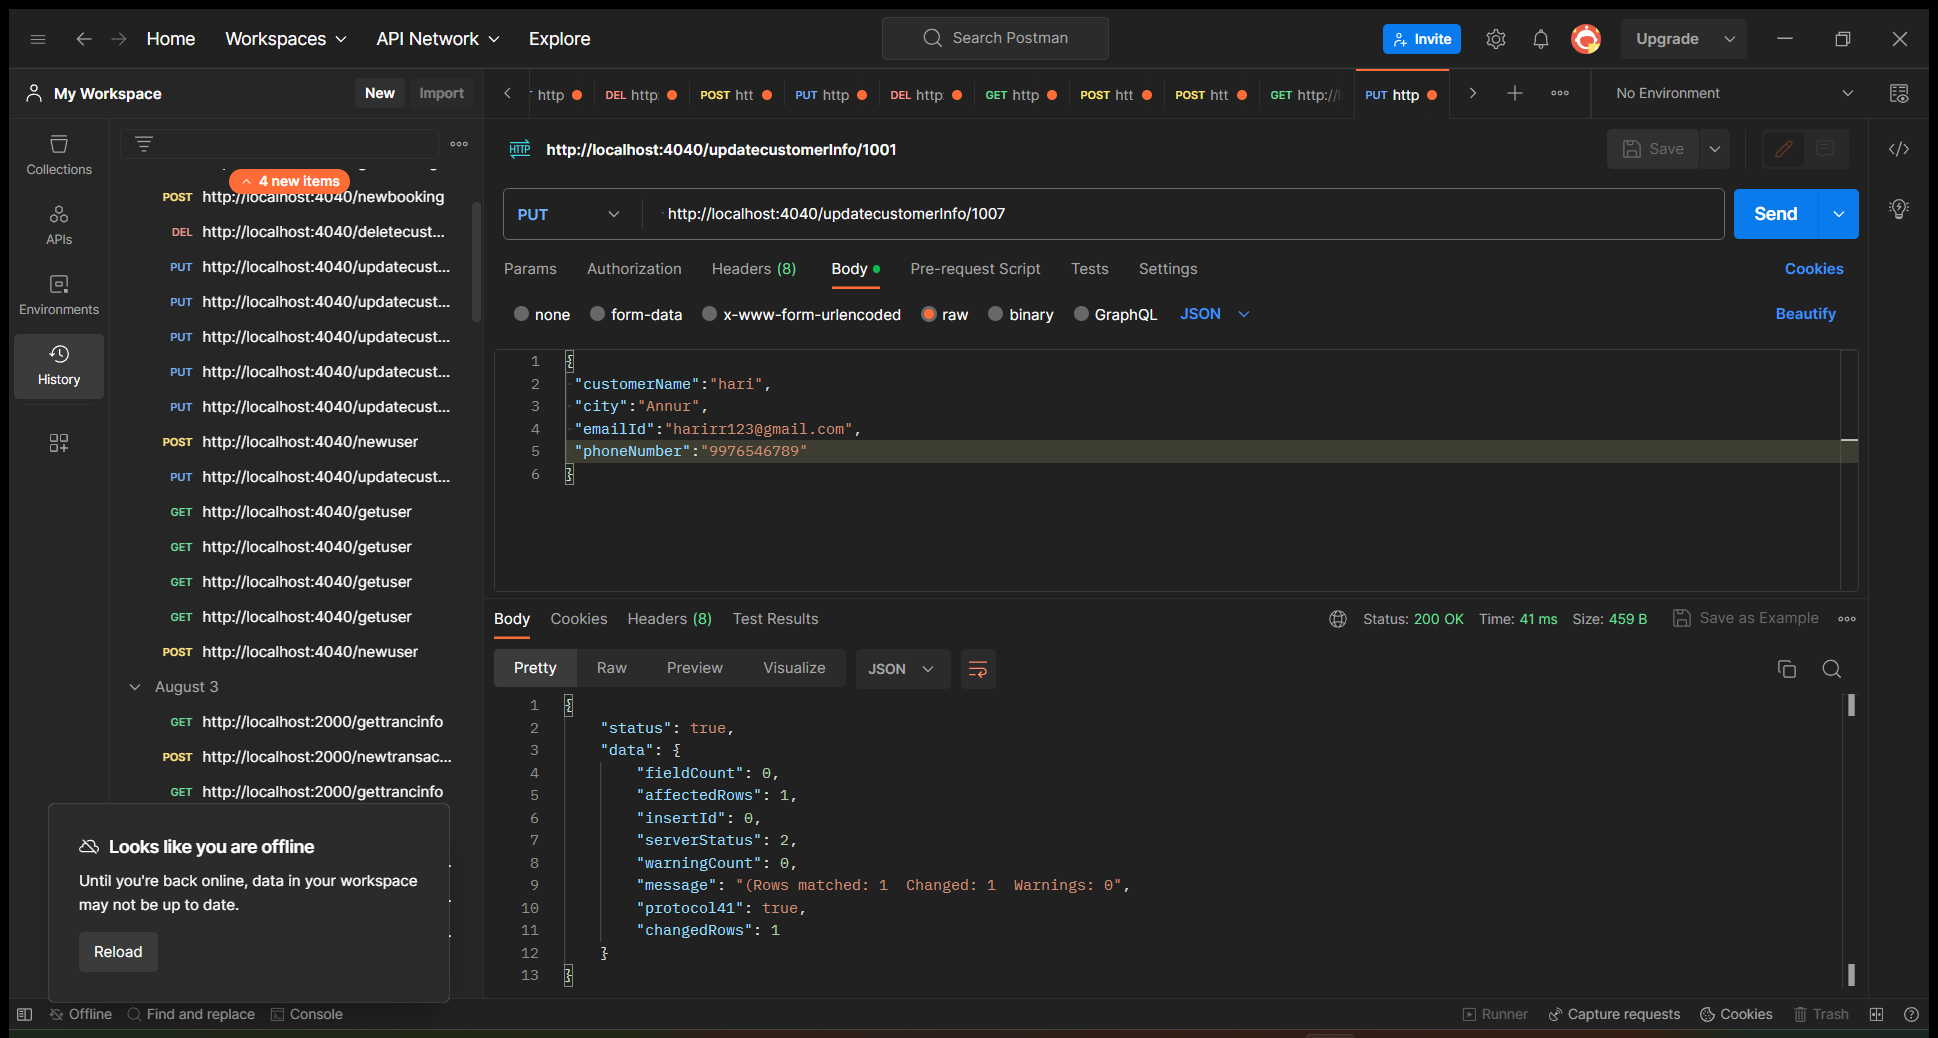 Home
Workspaces
API Network
Explore
Search Postman
Invite
Upgrade
My Workspace
New
Import
http
DEL http:
POST htt
PUT http
DEL http:
GET http
POST htt
POST htt
GET http://
PUT http
No Environment
Collections
APIs
Environments
History
4 new items
POST http://localhost:4040/newbooking
DEL http://localhost:4040/deletecust...
PUT http://localhost:4040/updatecust...
PUT http://localhost:4040/updatecust...
PUT http://localhost:4040/updatecust...
PUT http://localhost:4040/updatecust...
PUT http://localhost:4040/updatecust...
POST http://localhost:4040/newuser
PUT http://localhost:4040/updatecust...
GET http://localhost:4040/getuser
GET http://localhost:4040/getuser
GET http://localhost:4040/getuser
GET http://localhost:4040/getuser
POST http://localhost:4040/newuser
August 3
GET http://localhost:2000/gettrancinfo
POST http://localhost:2000/newtransac...
GET http://localhost:2000/gettrancinfo
Looks like you are offline
Until you're back online, data in your workspace
may not be up to date.
Reload
HTTP http://localhost:4040/updatecustomerInfo/1001
Save
PUT http://localhost:4040/updatecustomerInfo/1007
Send
Params Authorization Headers (8) Body Pre-request Script Tests Settings
Cookies
none form-data x-www-form-urlencoded raw binary GraphQL JSON
Beautify
1 {
2 "customerName":"hari",
3 "city":"Annur",
4 "emailId":"harirr123@gmail.com",
5 "phoneNumber":"9976546789"
6 }
Body Cookies Headers (8) Test Results
Status: 200 OK Time: 41 ms Size: 459 B
Save as Example
Pretty Raw Preview Visualize JSON
1 {
2 "status": true,
3 "data": {
4 "fieldCount": 0,
5 "affectedRows": 1,
6 "insertId": 0,
7 "serverStatus": 2,
8 "warningCount": 0,
9 "message": "(Rows matched: 1  Changed: 1  Warnings: 0",
10 "protocol41": true,
11 "changedRows": 1
12 }
13 }
Offline
Find and replace
Console
Runner
Capture requests
Cookies
Trash